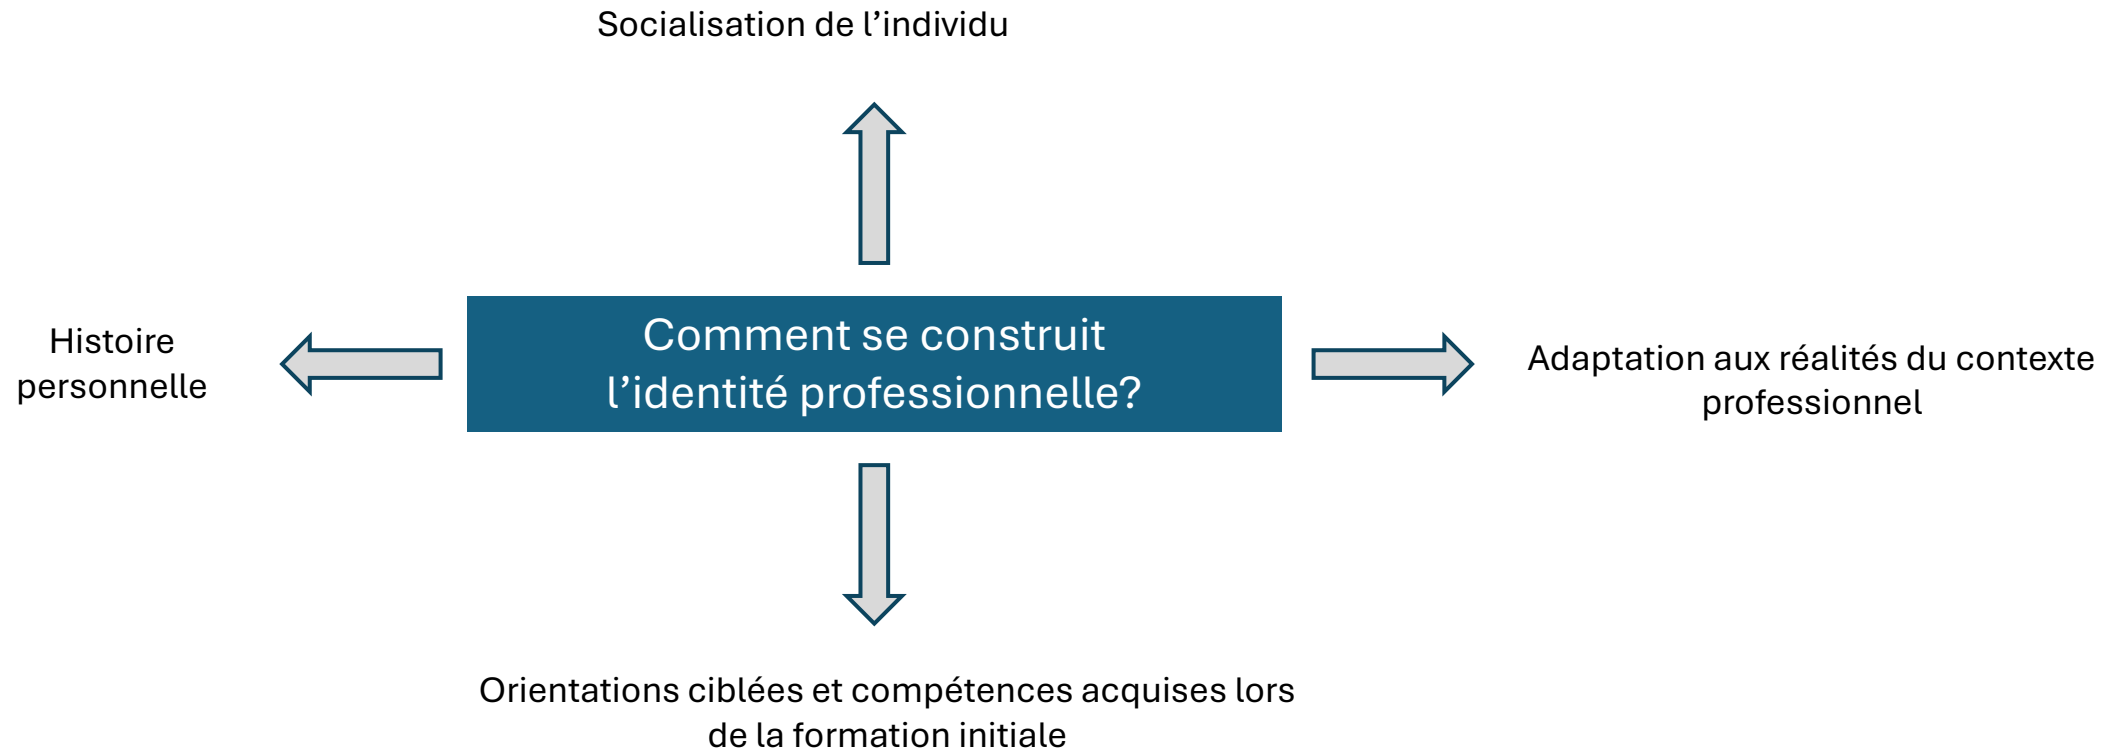 Socialisation de l’individu
Histoire
personnelle
Comment se construit
l’identité professionnelle?
Adaptation aux réalités du contexte
professionnel
Orientations ciblées et compétences acquises lors
de la formation initiale